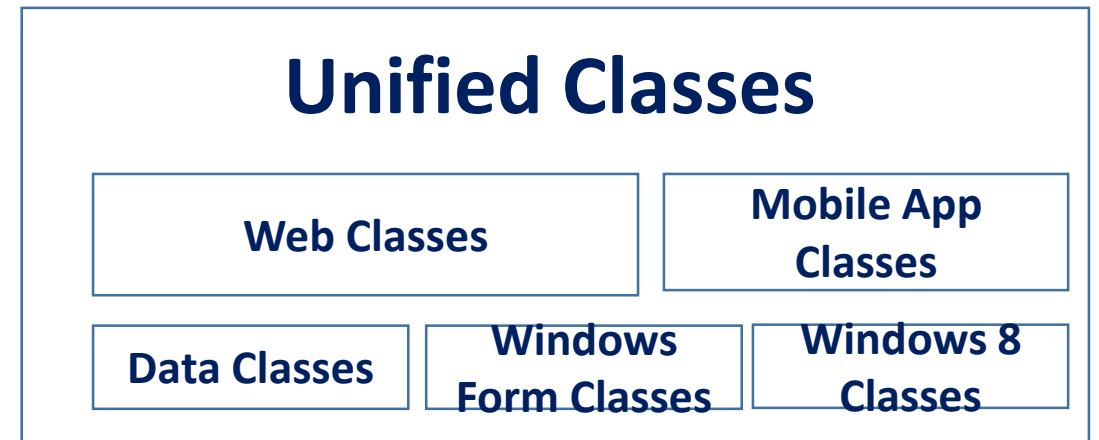 Unified Classes
Web Classes
Mobile App
Classes
Data Classes
Windows
Form Classes
Windows 8
Classes